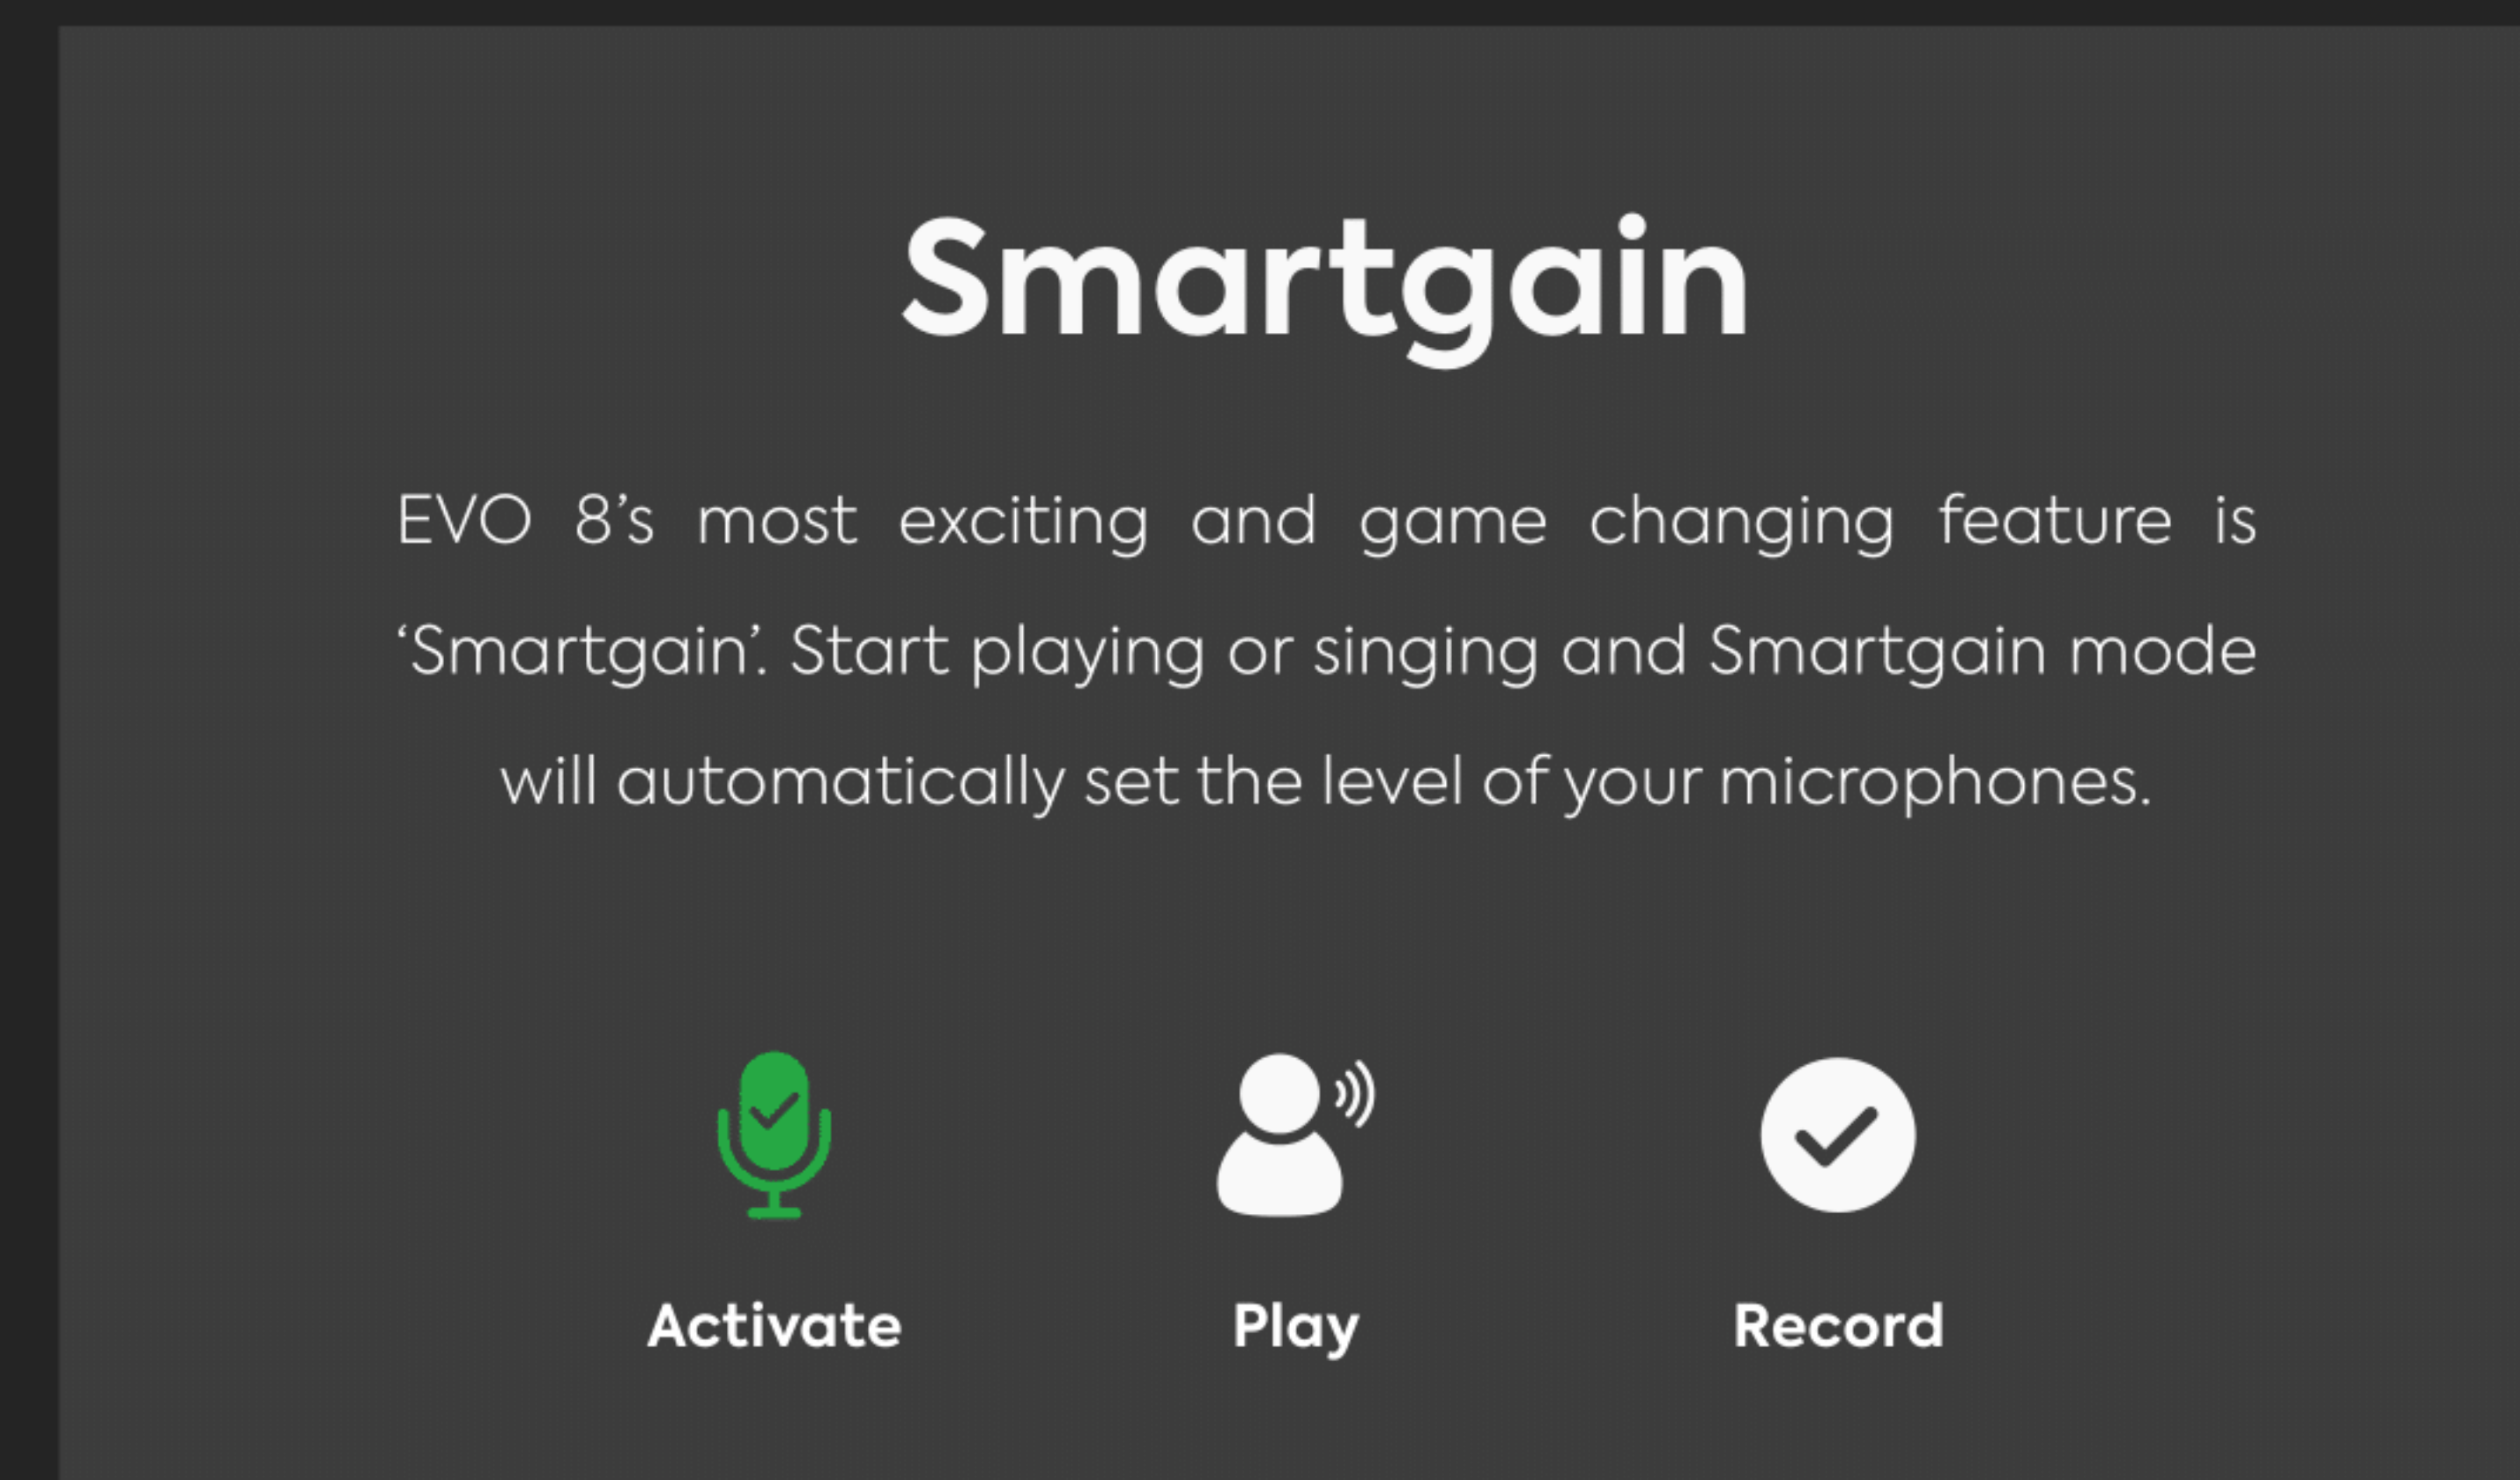 Smartgain
EVO 8’s most exciting and game changing feature is
‘Smartgain’. Start playing or singing and Smartgain mode
will automatically set the level of your microphones.
Activate
Play
Record